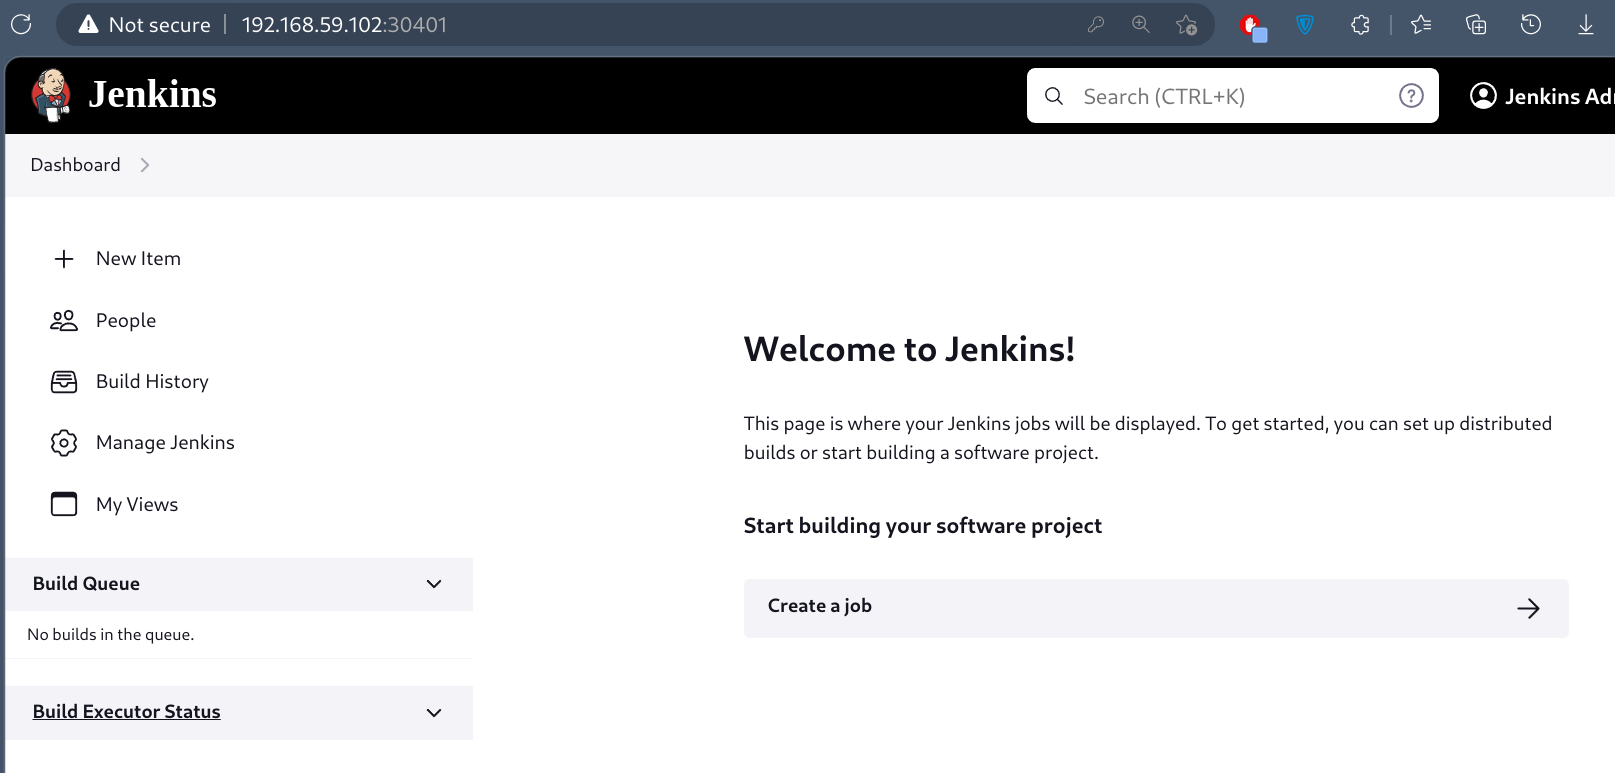 Not secure | 192.168.59.102:30401
Jenkins
Search (CTRL+K)
Jenkins Ad
Dashboard
New Item
People
Build History
Manage Jenkins
My Views
Build Queue
No builds in the queue.
Build Executor Status
Welcome to Jenkins!
This page is where your Jenkins jobs will be displayed. To get started, you can set up distributed
builds or start building a software project.
Start building your software project
Create a job